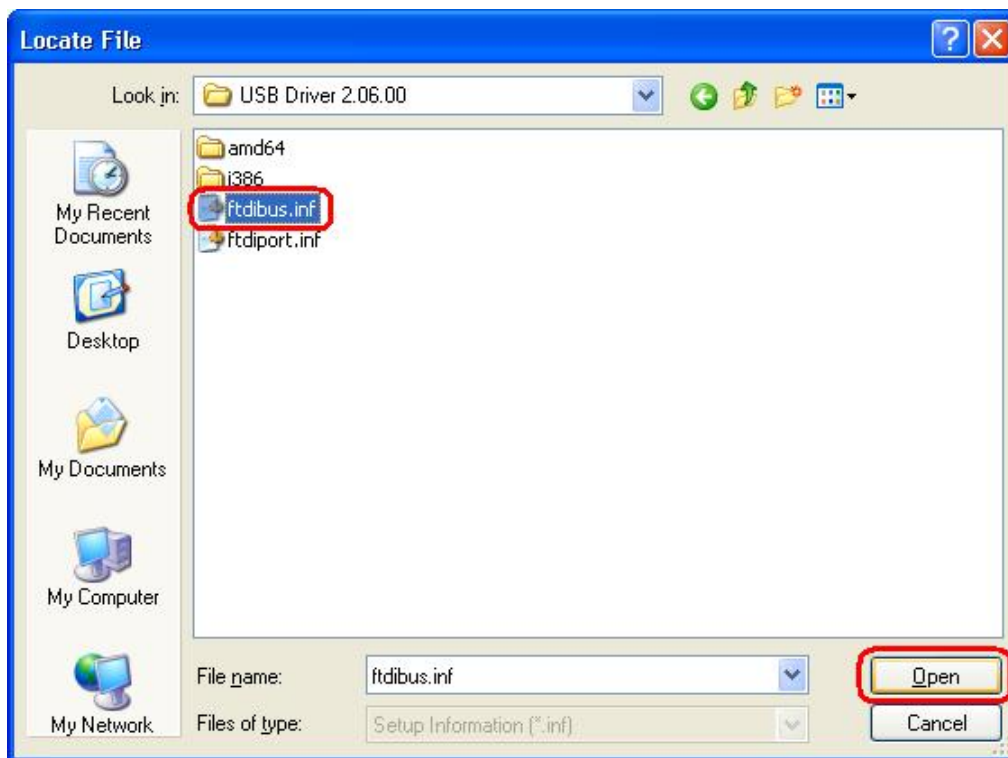 Locate File
Look in:
USB Driver 2.06.00
My Recent
Documents
Desktop
My Documents
My Computer
My Network
amd64
i386
ftdibus.inf
ftdiport.inf
File name:
ftdibus.inf
Open
Files of type:
Setup Information (*.inf)
Cancel